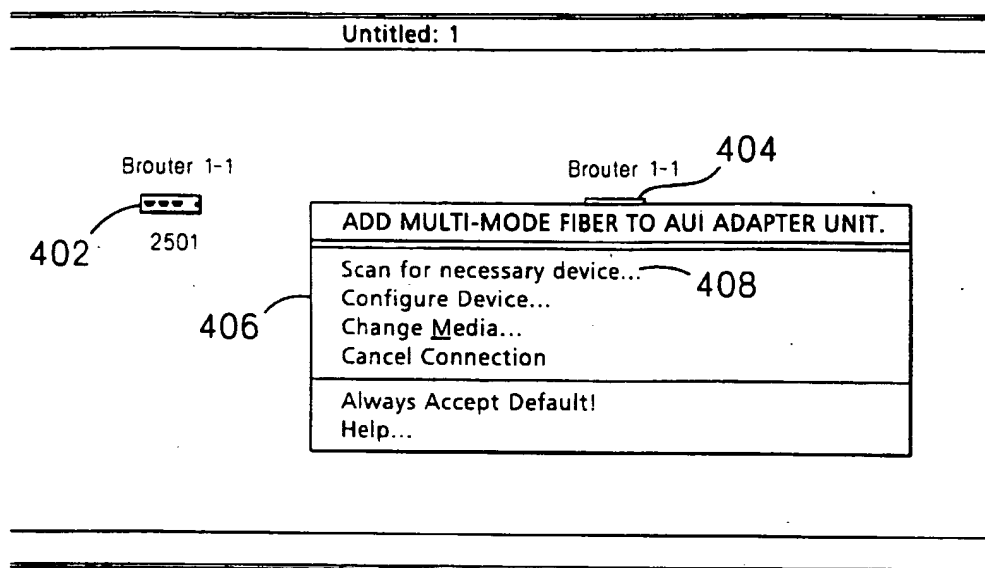 Untitled: 1
Brouter 1-1
402
2501
Brouter 1-1
404
ADD MULTI-MODE FIBER TO AUI ADAPTER UNIT.
Scan for necessary device...
408
Configure Device...
406
Change Media...
Cancel Connection
Always Accept Default!
Help...